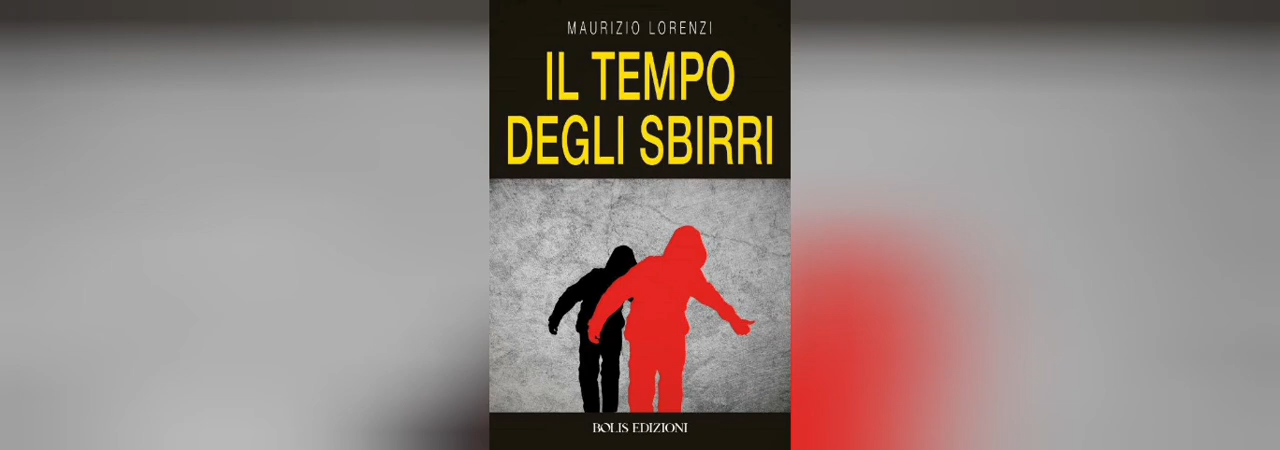 MAURIZIO LORENZI
IL TEMPO
DEGLI SBIRRI
BOLIS EDIZIONI